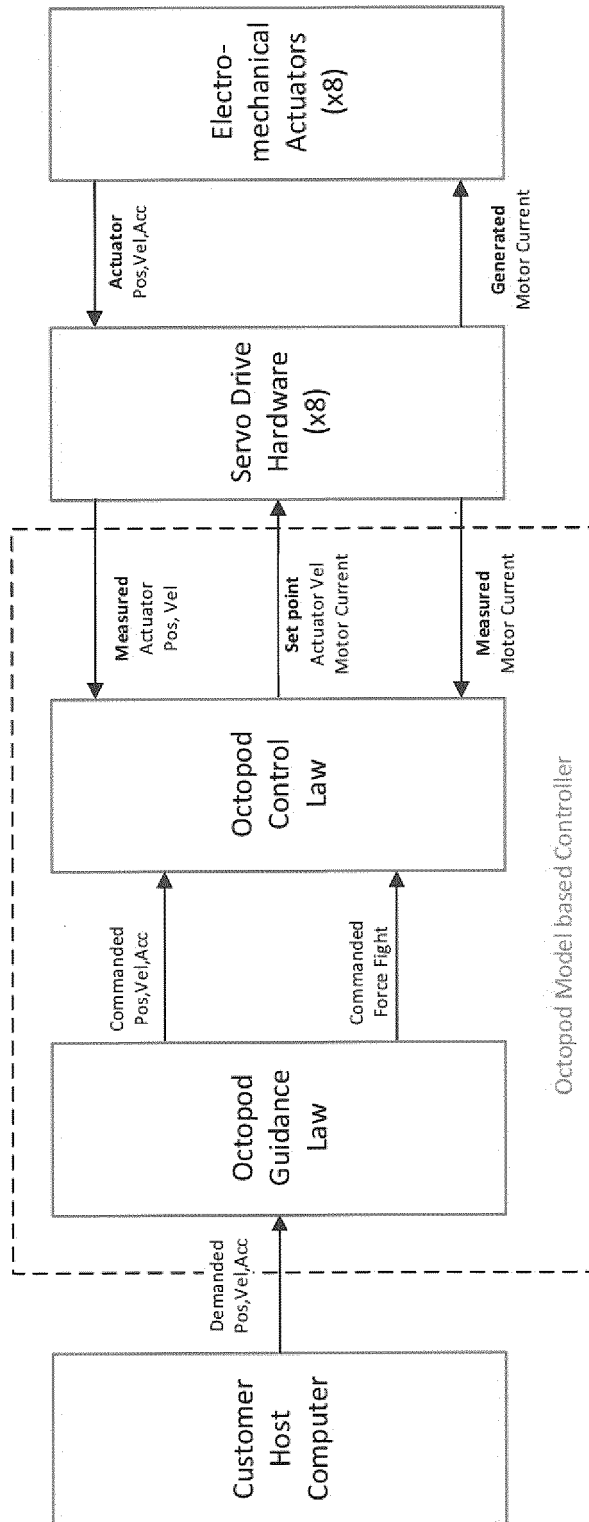 Customer
Host
Computer
Demanded
Pos,Vel,Acc
Octopod
Guidance
Law
Commanded
Pos,Vel,Acc
Commanded
Force Fight
Octopod
Control
Law
Measured
Actuator
Pos, Vel
Set point
Actuator Vel
Motor Current
Measured
Motor Current
Servo Drive
Hardware
(x8)
Actuator
Pos,Vel,Acc
Generated
Motor Current
Electro-
mechanical
Actuators
(x8)
Octopod Model based Controller